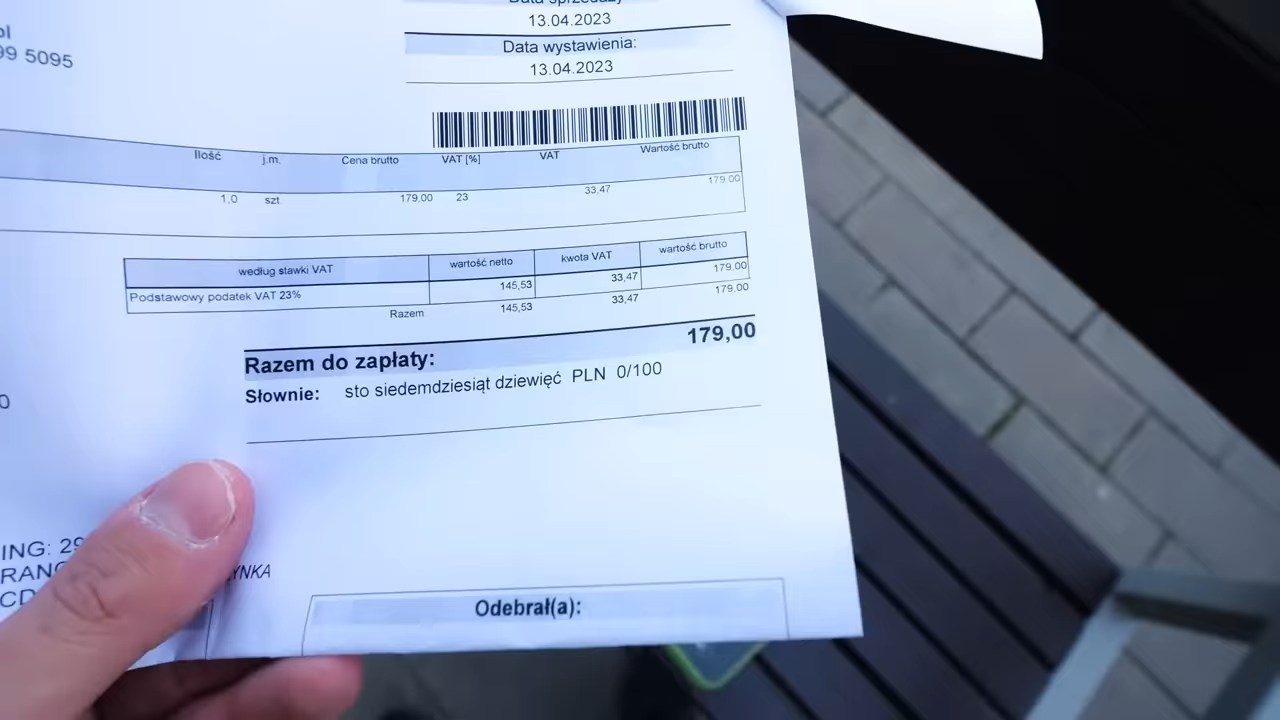 Data sprzedaży
13.04.2023
Data wystawienia:
13.04.2023
99 5095
Ilość j.m. Cena brutto VAT [%] VAT Wartość brutto
1,0 szt 179,00 23 33,47 179,00
według stawki VAT wartość netto kwota VAT wartość brutto
Podstawowy podatek VAT 23% 145,53 33,47 179,00
Razem 145,53 33,47 179,00
Razem do zapłaty: 179,00
Słownie: sto siedemdziesiąt dziewięć PLN 0/100
Odebrał(a):